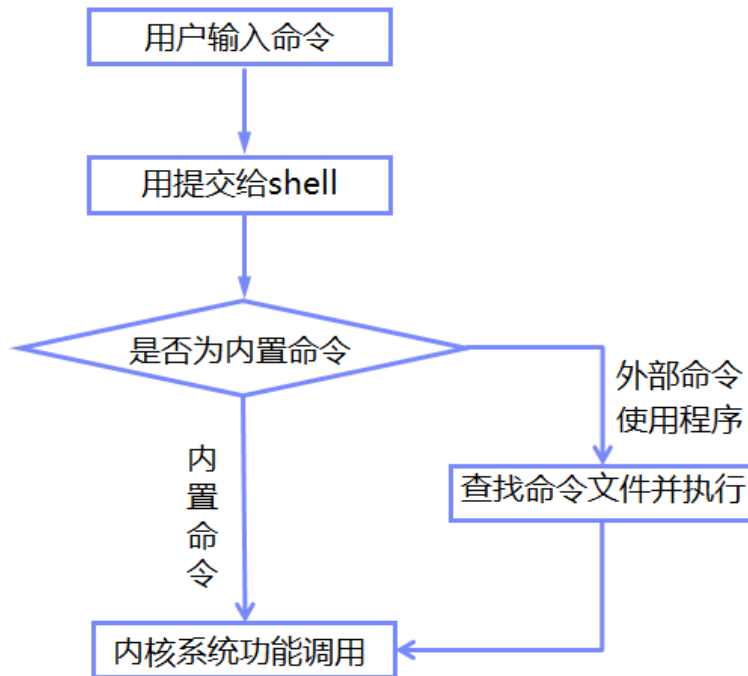 用户输入命令
用提交给shell
是否为内置命令
外部命令
使用程序
内置命令
查找命令文件并执行
内核系统功能调用